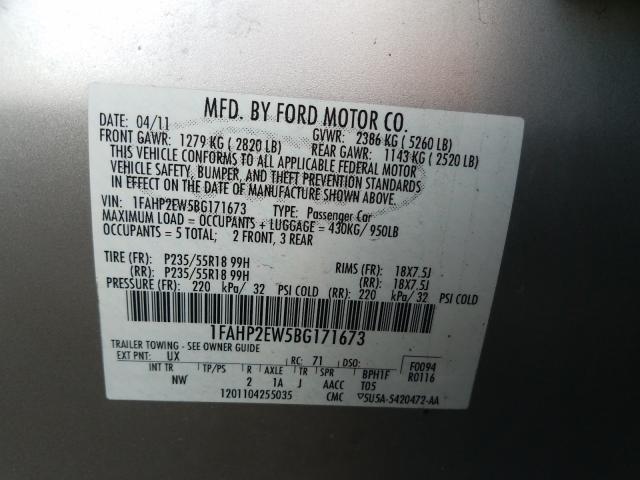 MFD. BY FORD MOTOR CO.
DATE: 04/11 GVWR: 2386 KG ( 5260 LB)
FRONT GAWR: 1279 KG ( 2820 LB) REAR GAWR: 1143 KG ( 2520 LB)
THIS VEHICLE CONFORMS TO ALL APPLICABLE FEDERAL MOTOR
VEHICLE SAFETY, BUMPER, AND THEFT PREVENTION STANDARDS
IN EFFECT ON THE DATE OF MANUFACTURE SHOWN ABOVE.
VIN: 1FAHP2EW5BG171673 TYPE: Passenger Car
MAXIMUM LOAD = OCCUPANTS + LUGGAGE = 430KG/ 950LB
OCCUPANTS = 5 TOTAL; 2 FRONT, 3 REAR
TIRE (FR): P235/55R18 99H RIMS (FR): 18X7.5J
(RR): P235/55R18 99H (RR): 18X7.5J
PRESSURE (FR): 220 kPa/ 32 PSI COLD (RR): 220 kPa/ 32 PSI COLD
1FAHP2EW5BG171673
TRAILER TOWING - SEE OWNER GUIDE
EXT PNT: UX RC: 71 DSO: F0094
INT TR TP/PS R AXLE TR SPR BPH1F R0116
NW 2 1A J AACC T05
1201104255035 CMC ▽5U5A-5420472-AA